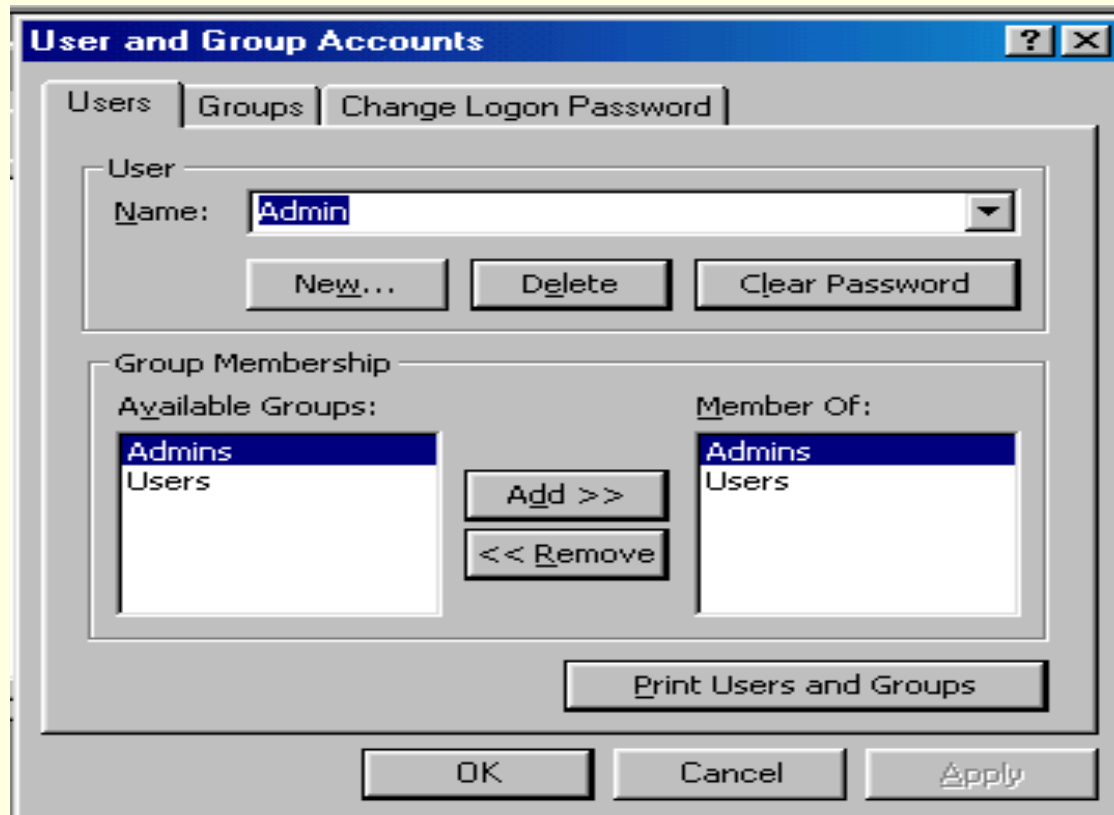 User and Group Accounts
Users Groups Change Logon Password
User
Name: Admin
New... Delete Clear Password
Group Membership
Available Groups: Member Of:
Admins Admins
Users Users
Add >>
<< Remove
Print Users and Groups
OK Cancel Apply